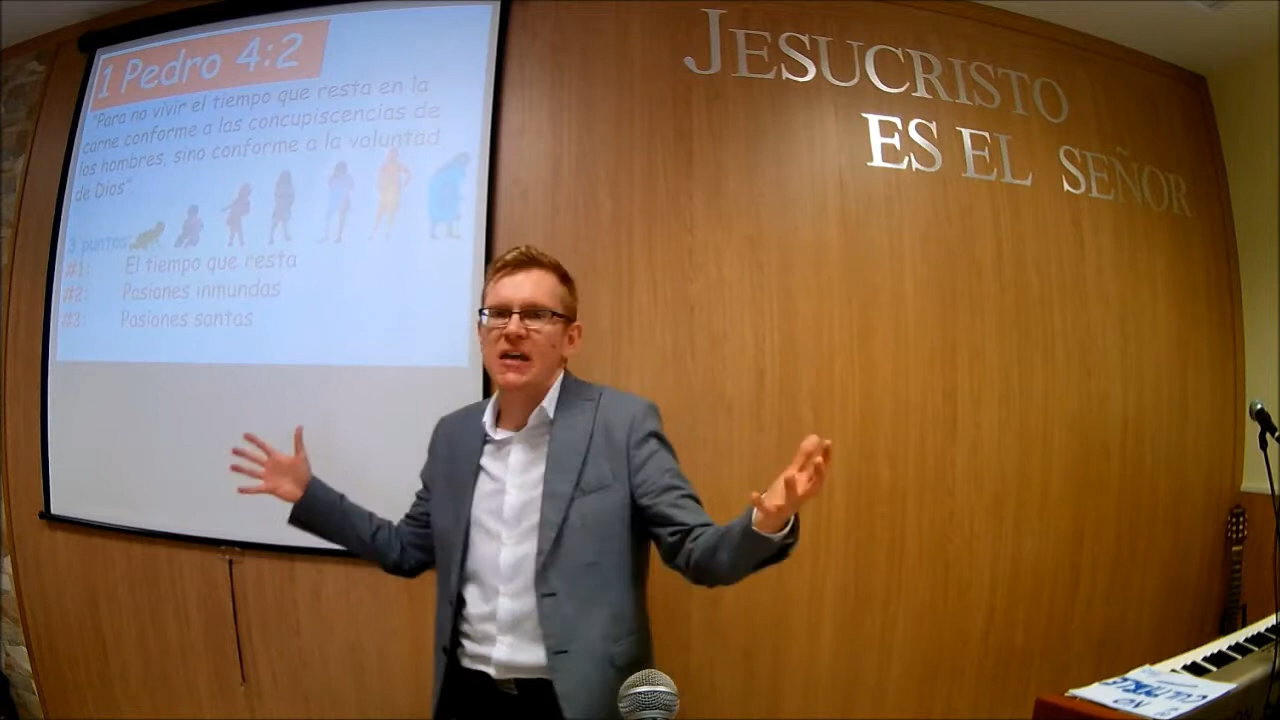 1 Pedro 4:2
"Para no vivir el tiempo que resta en la
carne conforme a las concupiscencias de
los hombres, sino conforme a la voluntad
de Dios".
3 puntos:
#1: El tiempo que resta
#2: Pasiones inmundas
#3: Pasiones santas
JESUCRISTO
ES EL SEÑOR
NO